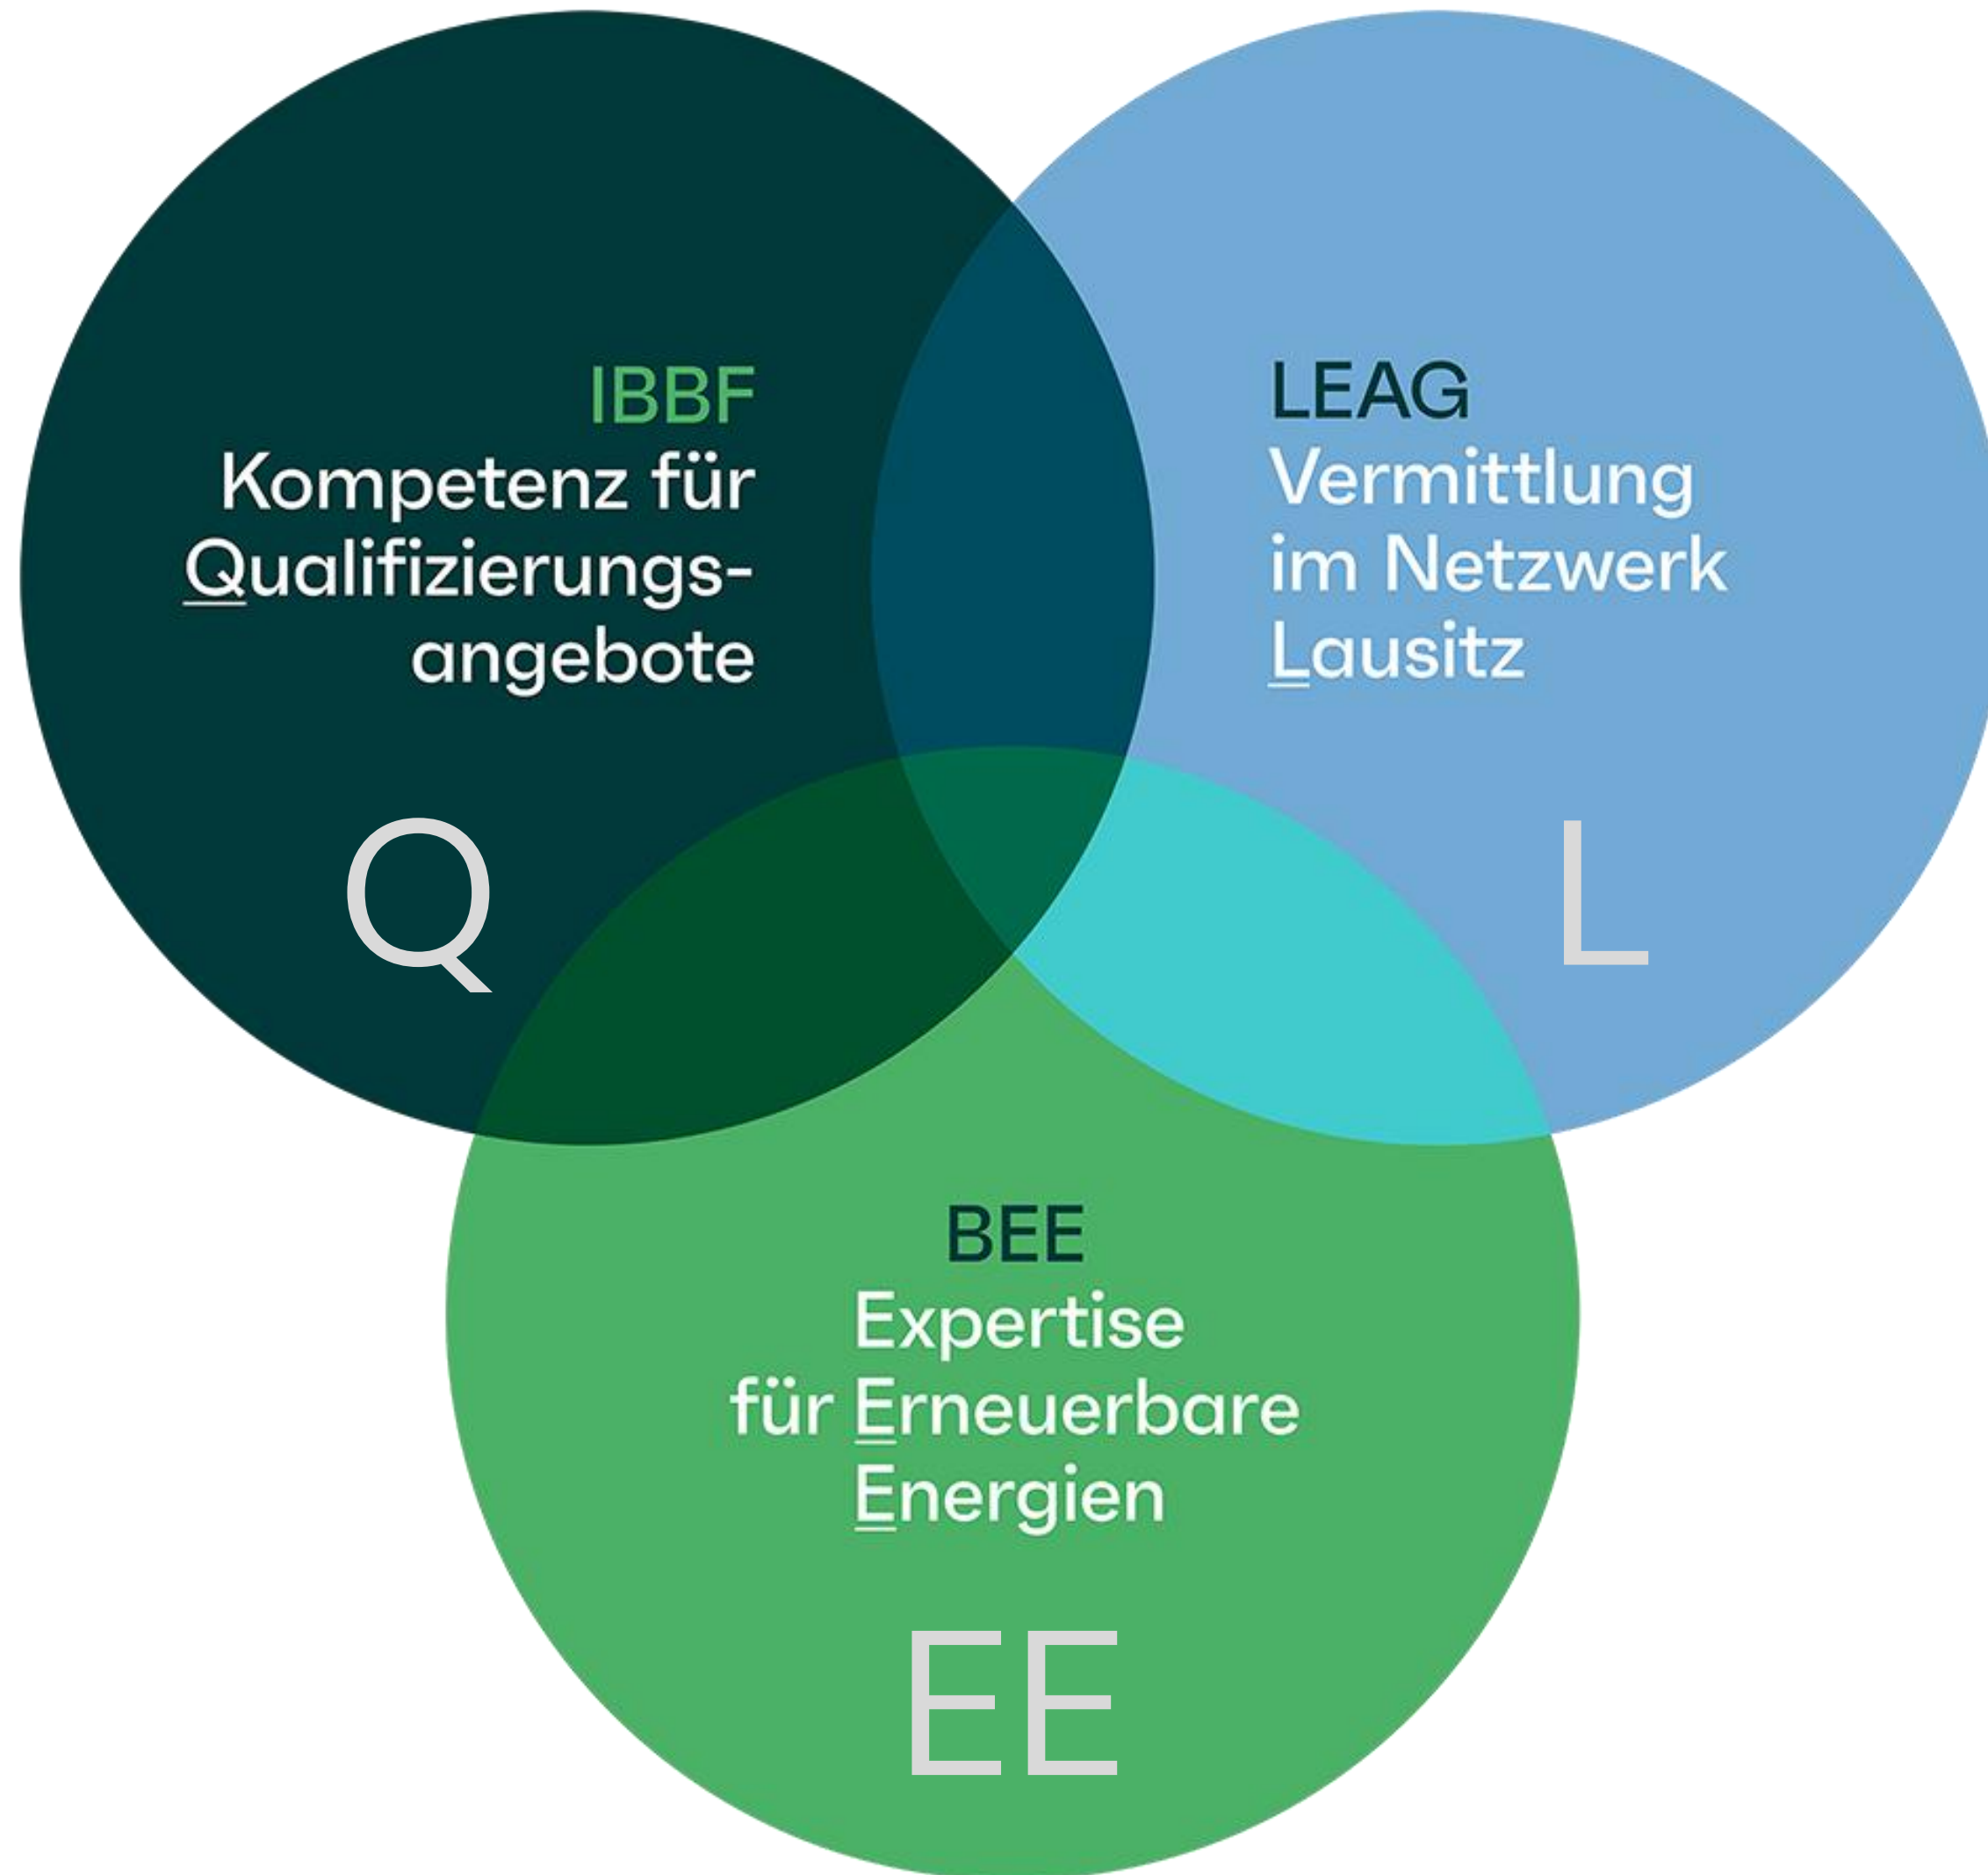 IBBF
Kompetenz für
Qualifizierungs-
angebote
Q
LEAG
Vermittlung
im Netzwerk
Lausitz
L
BEE
Expertise
für Erneuerbare
Energien
EE